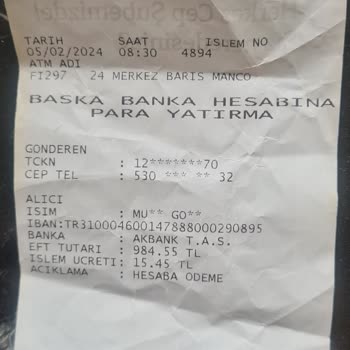 TARIH SAAT ISLEM NO
05/02/2024 08:30 4894
ATM ADI
FI297 24 MERKEZ BARIS MANCO
BASKA BANKA HESABINA
PARA YATIRMA
GONDEREN
TCKN : 12*******70
CEP TEL : 530 *** ** 32
ALICI
ISIM : MU** GO**
IBAN:TR310004600147888000290895
BANKA : AKBANK T.A.S.
EFT TUTARI : 984.55 TL
ISLEM UCRETI: 15.45 TL
ACIKLAMA : HESABA ODEME